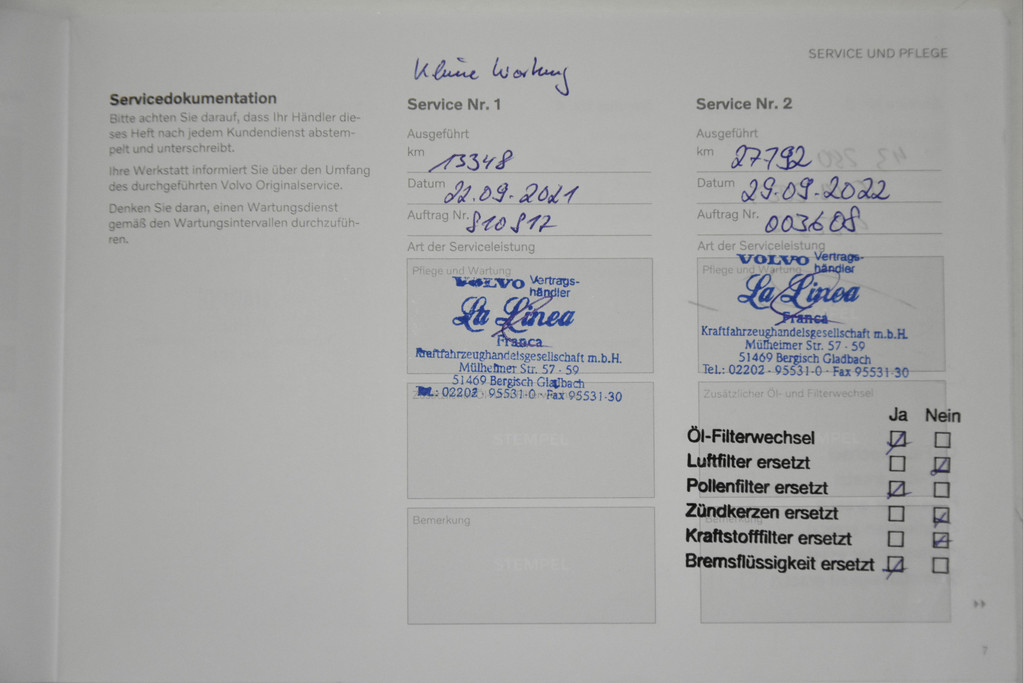 SERVICE UND PFLEGE
Servicedokumentation
Bitte achten Sie darauf, dass Ihr Händler die-
ses Heft nach jedem Kundendienst abstem-
pelt und unterschreibt.
Ihre Werkstatt informiert Sie über den Umfang
des durchgeführten Volvo Originalservice.
Denken Sie daran, einen Wartungsdienst
gemäß den Wartungsintervallen durchzufüh-
ren.
Kleine Wartung
Service Nr. 1
Ausgeführt
km 13348
Datum 22.09.2021
Auftrag Nr. 810817
Art der Serviceleistung
Pflege und Wartung
VOLVO Vertrags-
händler
La Linea
Franca
Kraftfahrzeughandelsgesellschaft m.b.H.
Mülheimer Str. 57 - 59
51469 Bergisch Gladbach
Tel.: 02202 - 95531-0 - Fax 95531-30
STEMPEL
Bemerkung
STEMPEL
Service Nr. 2
Ausgeführt
km 27792
Datum 29.09.2022
Auftrag Nr. 003608
Art der Serviceleistung
Pflege und Wartung
VOLVO Vertrags-
händler
La Linea
Franca
Kraftfahrzeughandelsgesellschaft m.b.H.
Mülheimer Str. 57 - 59
51469 Bergisch Gladbach
Tel.: 02202 - 95531-0 - Fax 95531-30
Zusätzlicher Öl- und Filterwechsel
Ja Nein
Öl-Filterwechsel
Luftfilter ersetzt
Pollenfilter ersetzt
Zündkerzen ersetzt
Bemerkung
Kraftstofffilter ersetzt
Bremsflüssigkeit ersetzt
7